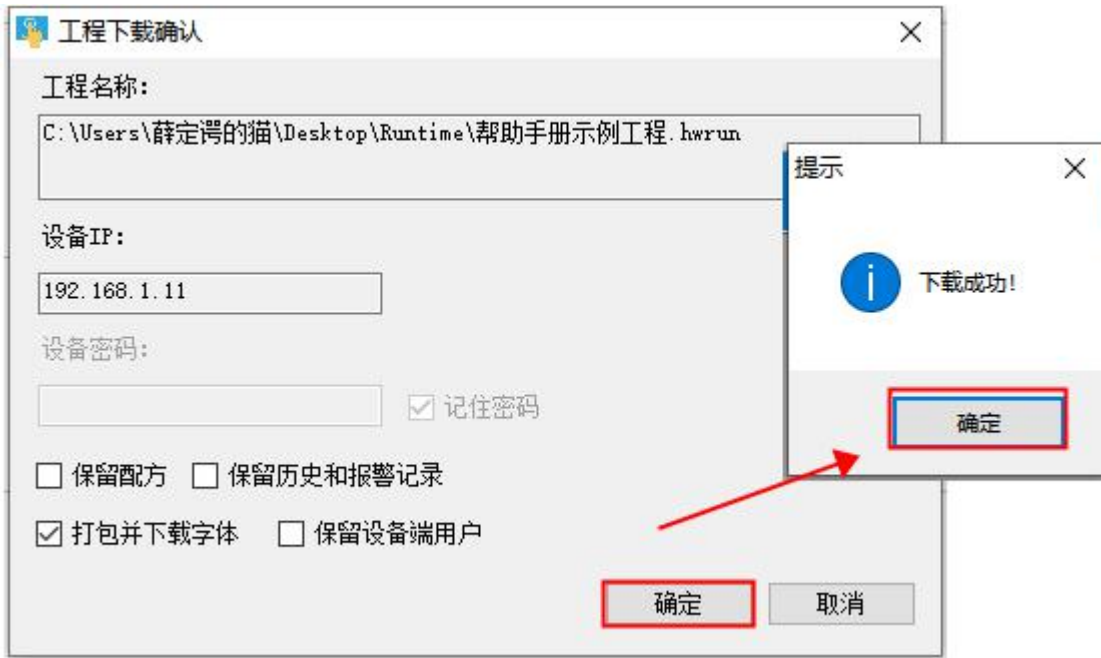 工程下载确认
工程名称:
C:\Users\薛定谔的猫\Desktop\Runtime\帮助手册示例工程.hwrun
设备IP:
192.168.1.11
设备密码:
记住密码
保留配方 保留历史和报警记录
打包并下载字体 保留设备端用户
确定 取消
提示
i
下载成功!
确定